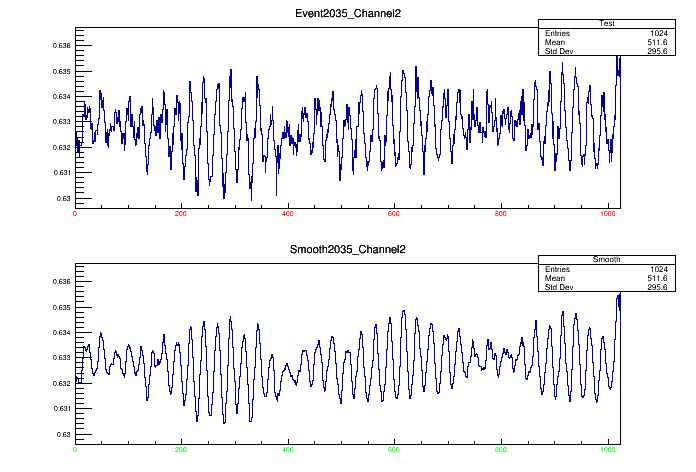 Event2035_Channel2
Test
Entries 1024
Mean 511.6
Std Dev 295.6
0.636
0.635
0.634
0.633
0.632
0.631
0.63
0 200 400 600 800 1000
Smooth2035_Channel2
Smooth
Entries 1024
Mean 511.6
Std Dev 295.6
0.636
0.635
0.634
0.633
0.632
0.631
0.63
0 200 400 600 800 1000